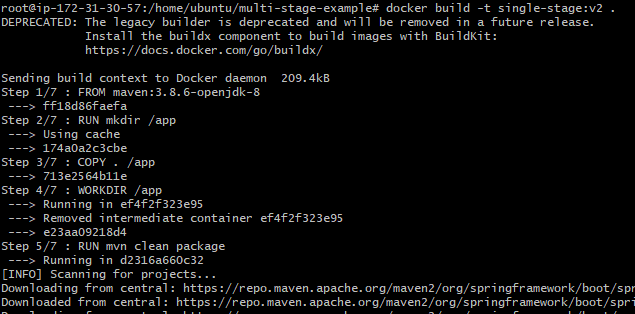 root@ip-172-31-30-57:/home/ubuntu/multi-stage-example# docker build -t single-stage:v2 .
DEPRECATED: The legacy builder is deprecated and will be removed in a future release.
Install the buildx component to build images with BuildKit:
https://docs.docker.com/go/buildx/
Sending build context to Docker daemon  209.4kB
Step 1/7 : FROM maven:3.8.6-openjdk-8
---> ff18d86faefa
Step 2/7 : RUN mkdir /app
---> Using cache
---> 174a0a2c3cbe
Step 3/7 : COPY . /app
---> 713e2564b11e
Step 4/7 : WORKDIR /app
---> Running in ef4f2f323e95
---> Removed intermediate container ef4f2f323e95
---> e23aa09218d4
Step 5/7 : RUN mvn clean package
---> Running in d2316a660c32
[INFO] Scanning for projects...
Downloading from central: https://repo.maven.apache.org/maven2/org/springframework/boot/spr
Downloaded from central: https://repo.maven.apache.org/maven2/org/springframework/boot/spri